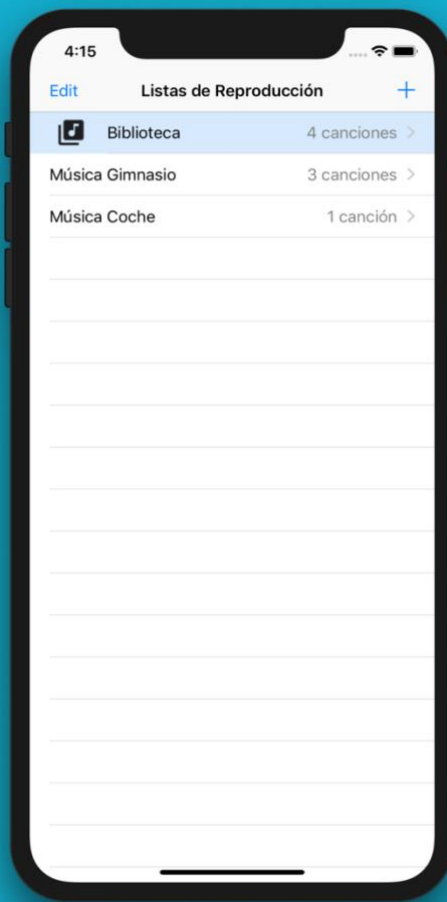 4:15
Edit Listas de Reproducción +
Biblioteca 4 canciones >
Música Gimnasio 3 canciones >
Música Coche 1 canción >